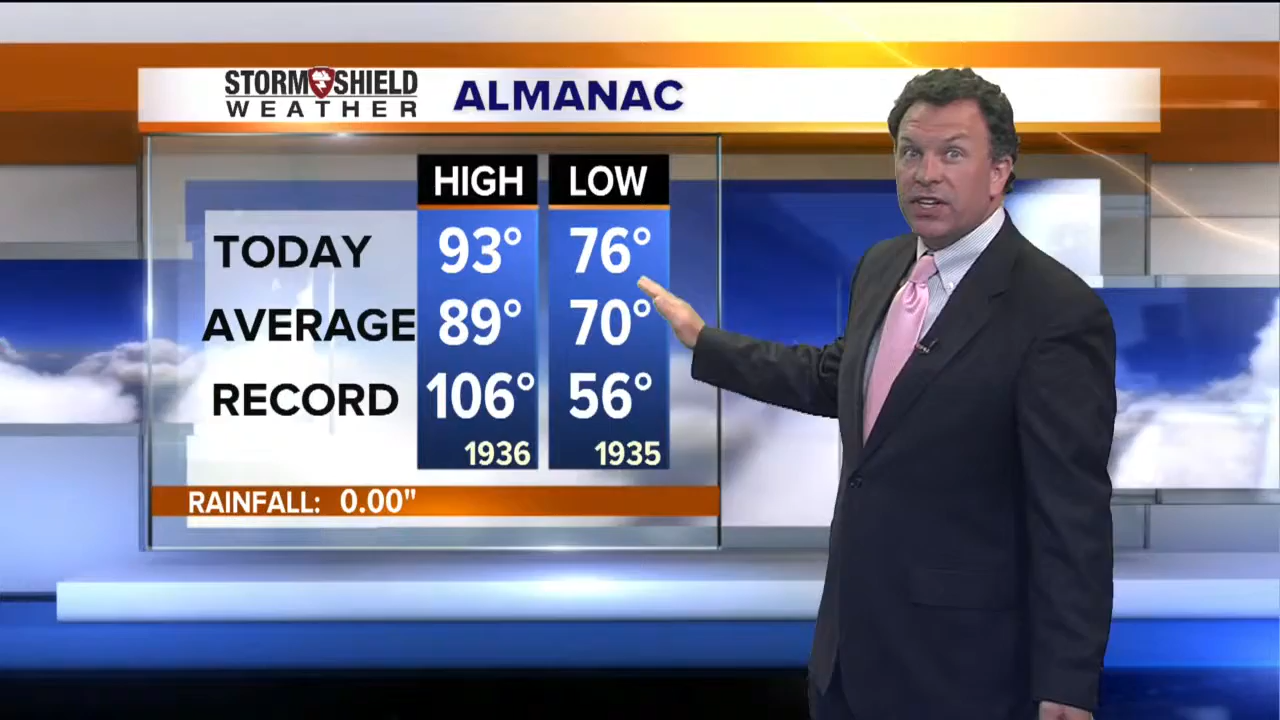 STORM SHIELD
WEATHER
ALMANAC
HIGH LOW
TODAY 93° 76°
AVERAGE 89° 70°
RECORD 106° 56°
1936 1935
RAINFALL: 0.00"